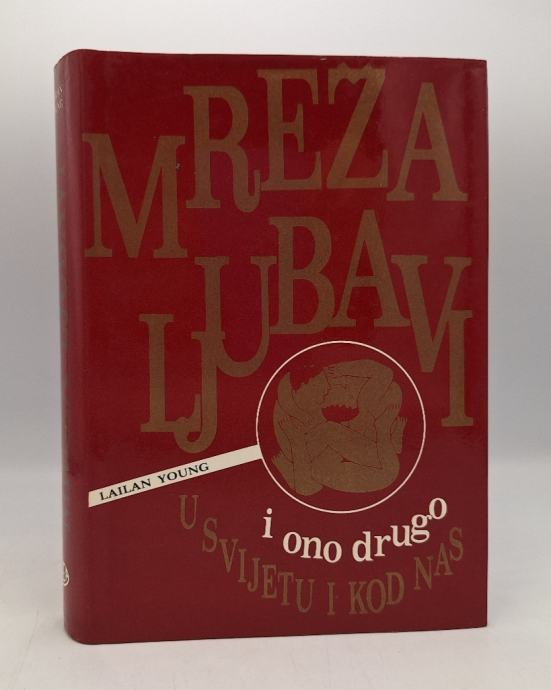 MREŽA
LJUBAVI
LAILAN YOUNG
i ono drugo
U SVIJETU I KOD NAS